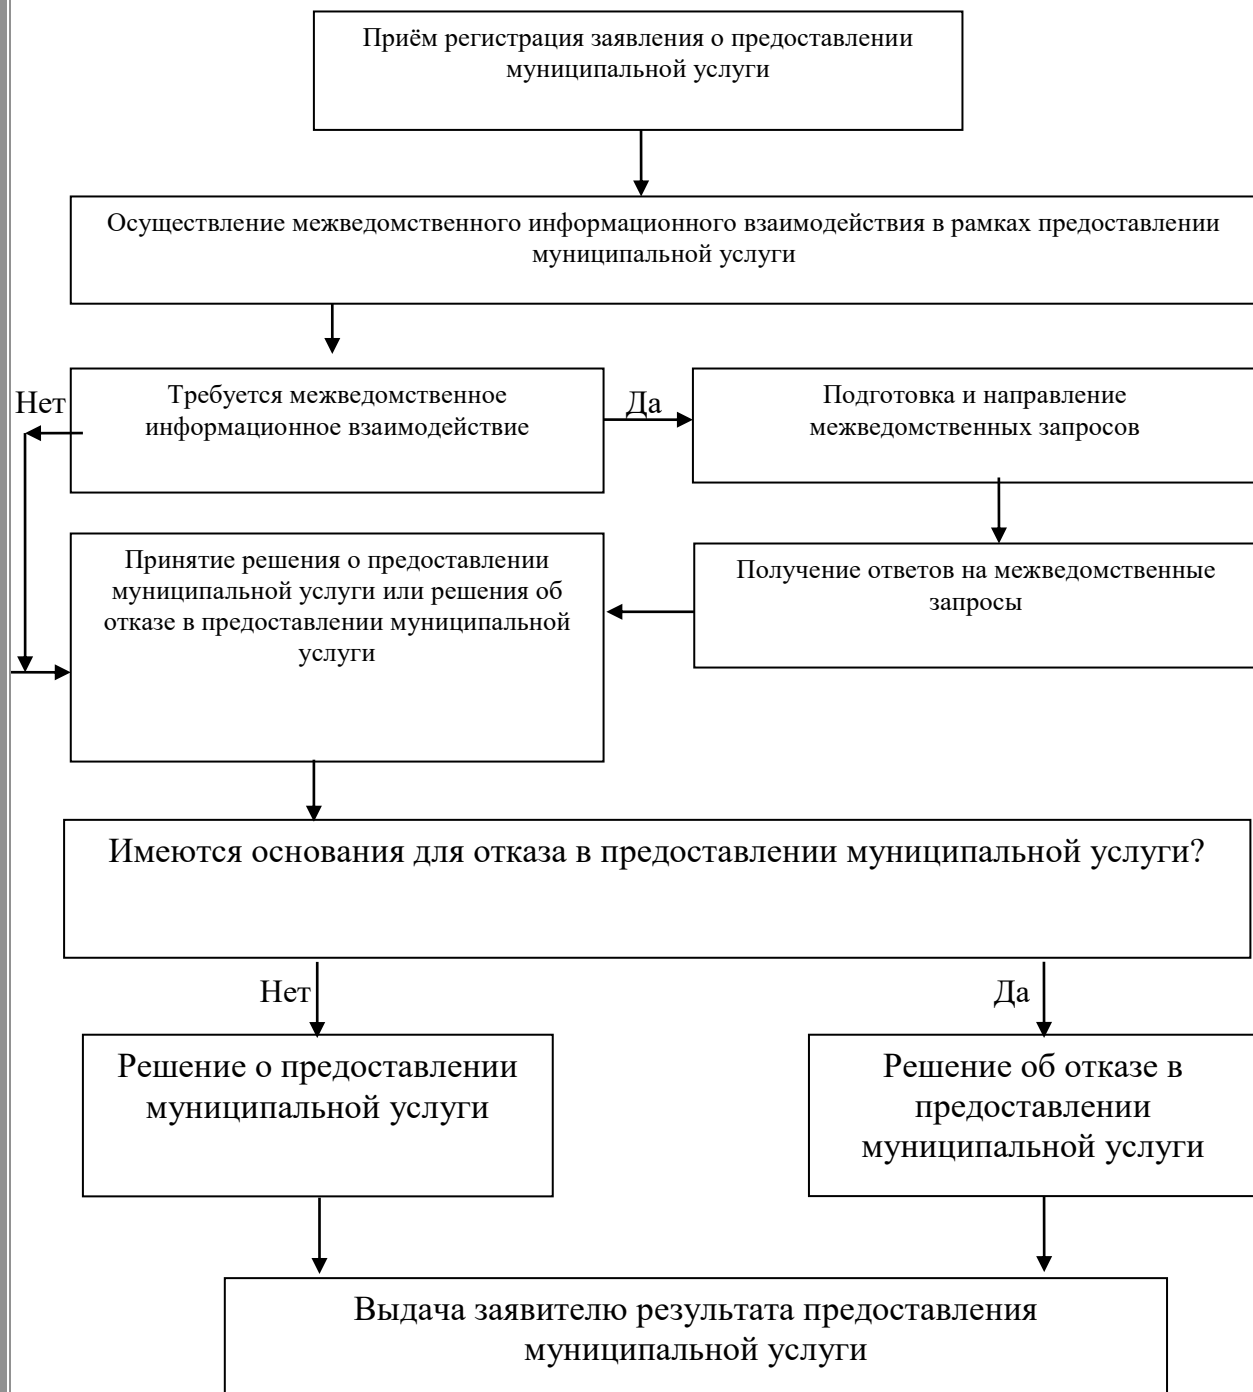 Приём регистрация заявления о предоставлении
муниципальной услуги
Осуществление межведомственного информационного взаимодействия в рамках предоставлении
муниципальной услуги
Нет
Требуется межведомственное
информационное взаимодействие
Да
Подготовка и направление
межведомственных запросов
Принятие решения о предоставлении
муниципальной услуги или решения об
отказе в предоставлении муниципальной
услуги
Получение ответов на межведомственные
запросы
Имеются основания для отказа в предоставлении муниципальной услуги?
Нет
Да
Решение о предоставлении
муниципальной услуги
Решение об отказе в
предоставлении
муниципальной услуги
Выдача заявителю результата предоставления
муниципальной услуги